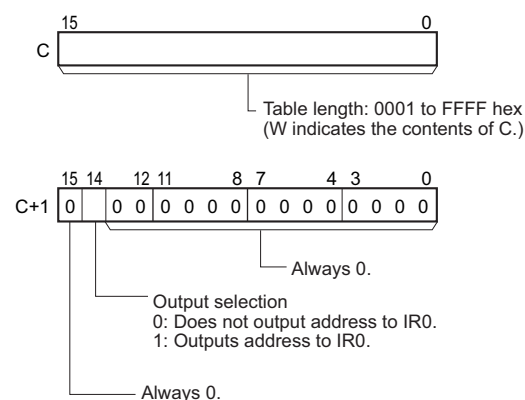 15 0
C
Table length: 0001 to FFFF hex
(W indicates the contents of C.)
15 14 12 11 8 7 4 3 0
C+1 0 0 0 0 0 0 0 0 0 0 0 0 0 0 0
Always 0.
Output selection
0: Does not output address to IR0.
1: Outputs address to IR0.
Always 0.